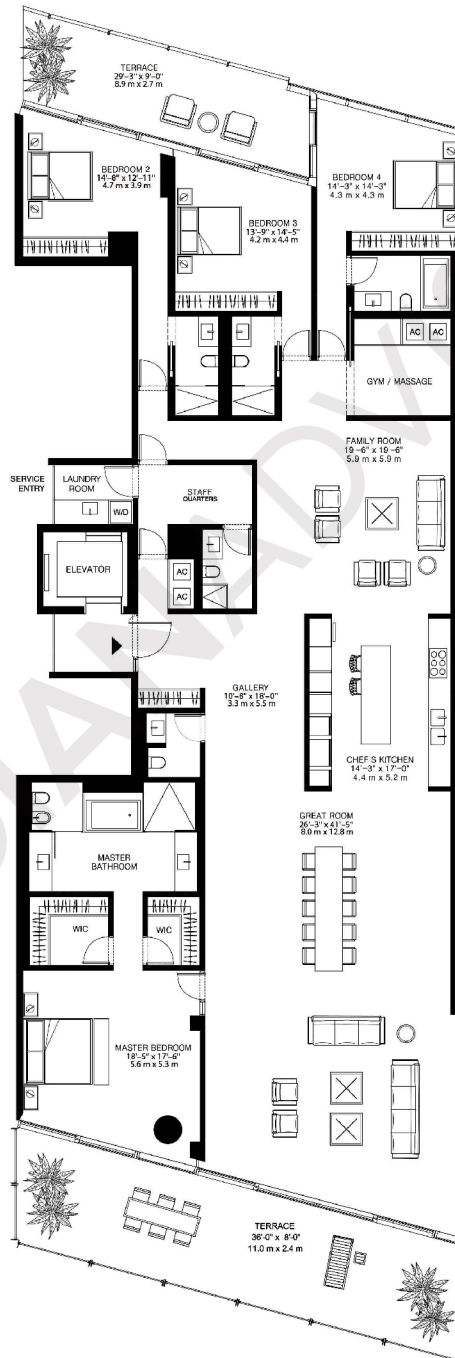 TERRACE
29'-3" x 9'-0"
8.9 m x 2.7 m
BEDROOM 2
14'-8" x 12'-11"
4.7 m x 3.9 m
BEDROOM 4
14'-3" x 14'-3"
4.3 m x 4.3 m
BEDROOM 3
13'-9" x 14'-5"
4.2 m x 4.4 m
AC AC
GYM / MASSAGE
FAMILY ROOM
19'-6" x 19'-6"
5.9 m x 5.9 m
SERVICE
ENTRY
LAUNDRY
ROOM
W/D
STAFF
QUARTERS
ELEVATOR
AC
AC
GALLERY
10'-8" x 18'-0"
3.3 m x 5.5 m
CHEF S KITCHEN
14'-3" x 17'-0"
4.4 m x 5.2 m
GREAT ROOM
26'-3" x 41'-5"
8.0 m x 12.8 m
MASTER
BATHROOM
WIC
WIC
MASTER BEDROOM
18'-5" x 17'-6"
5.6 m x 5.3 m
TERRACE
36'-0" x 8'-0"
11.0 m x 2.4 m